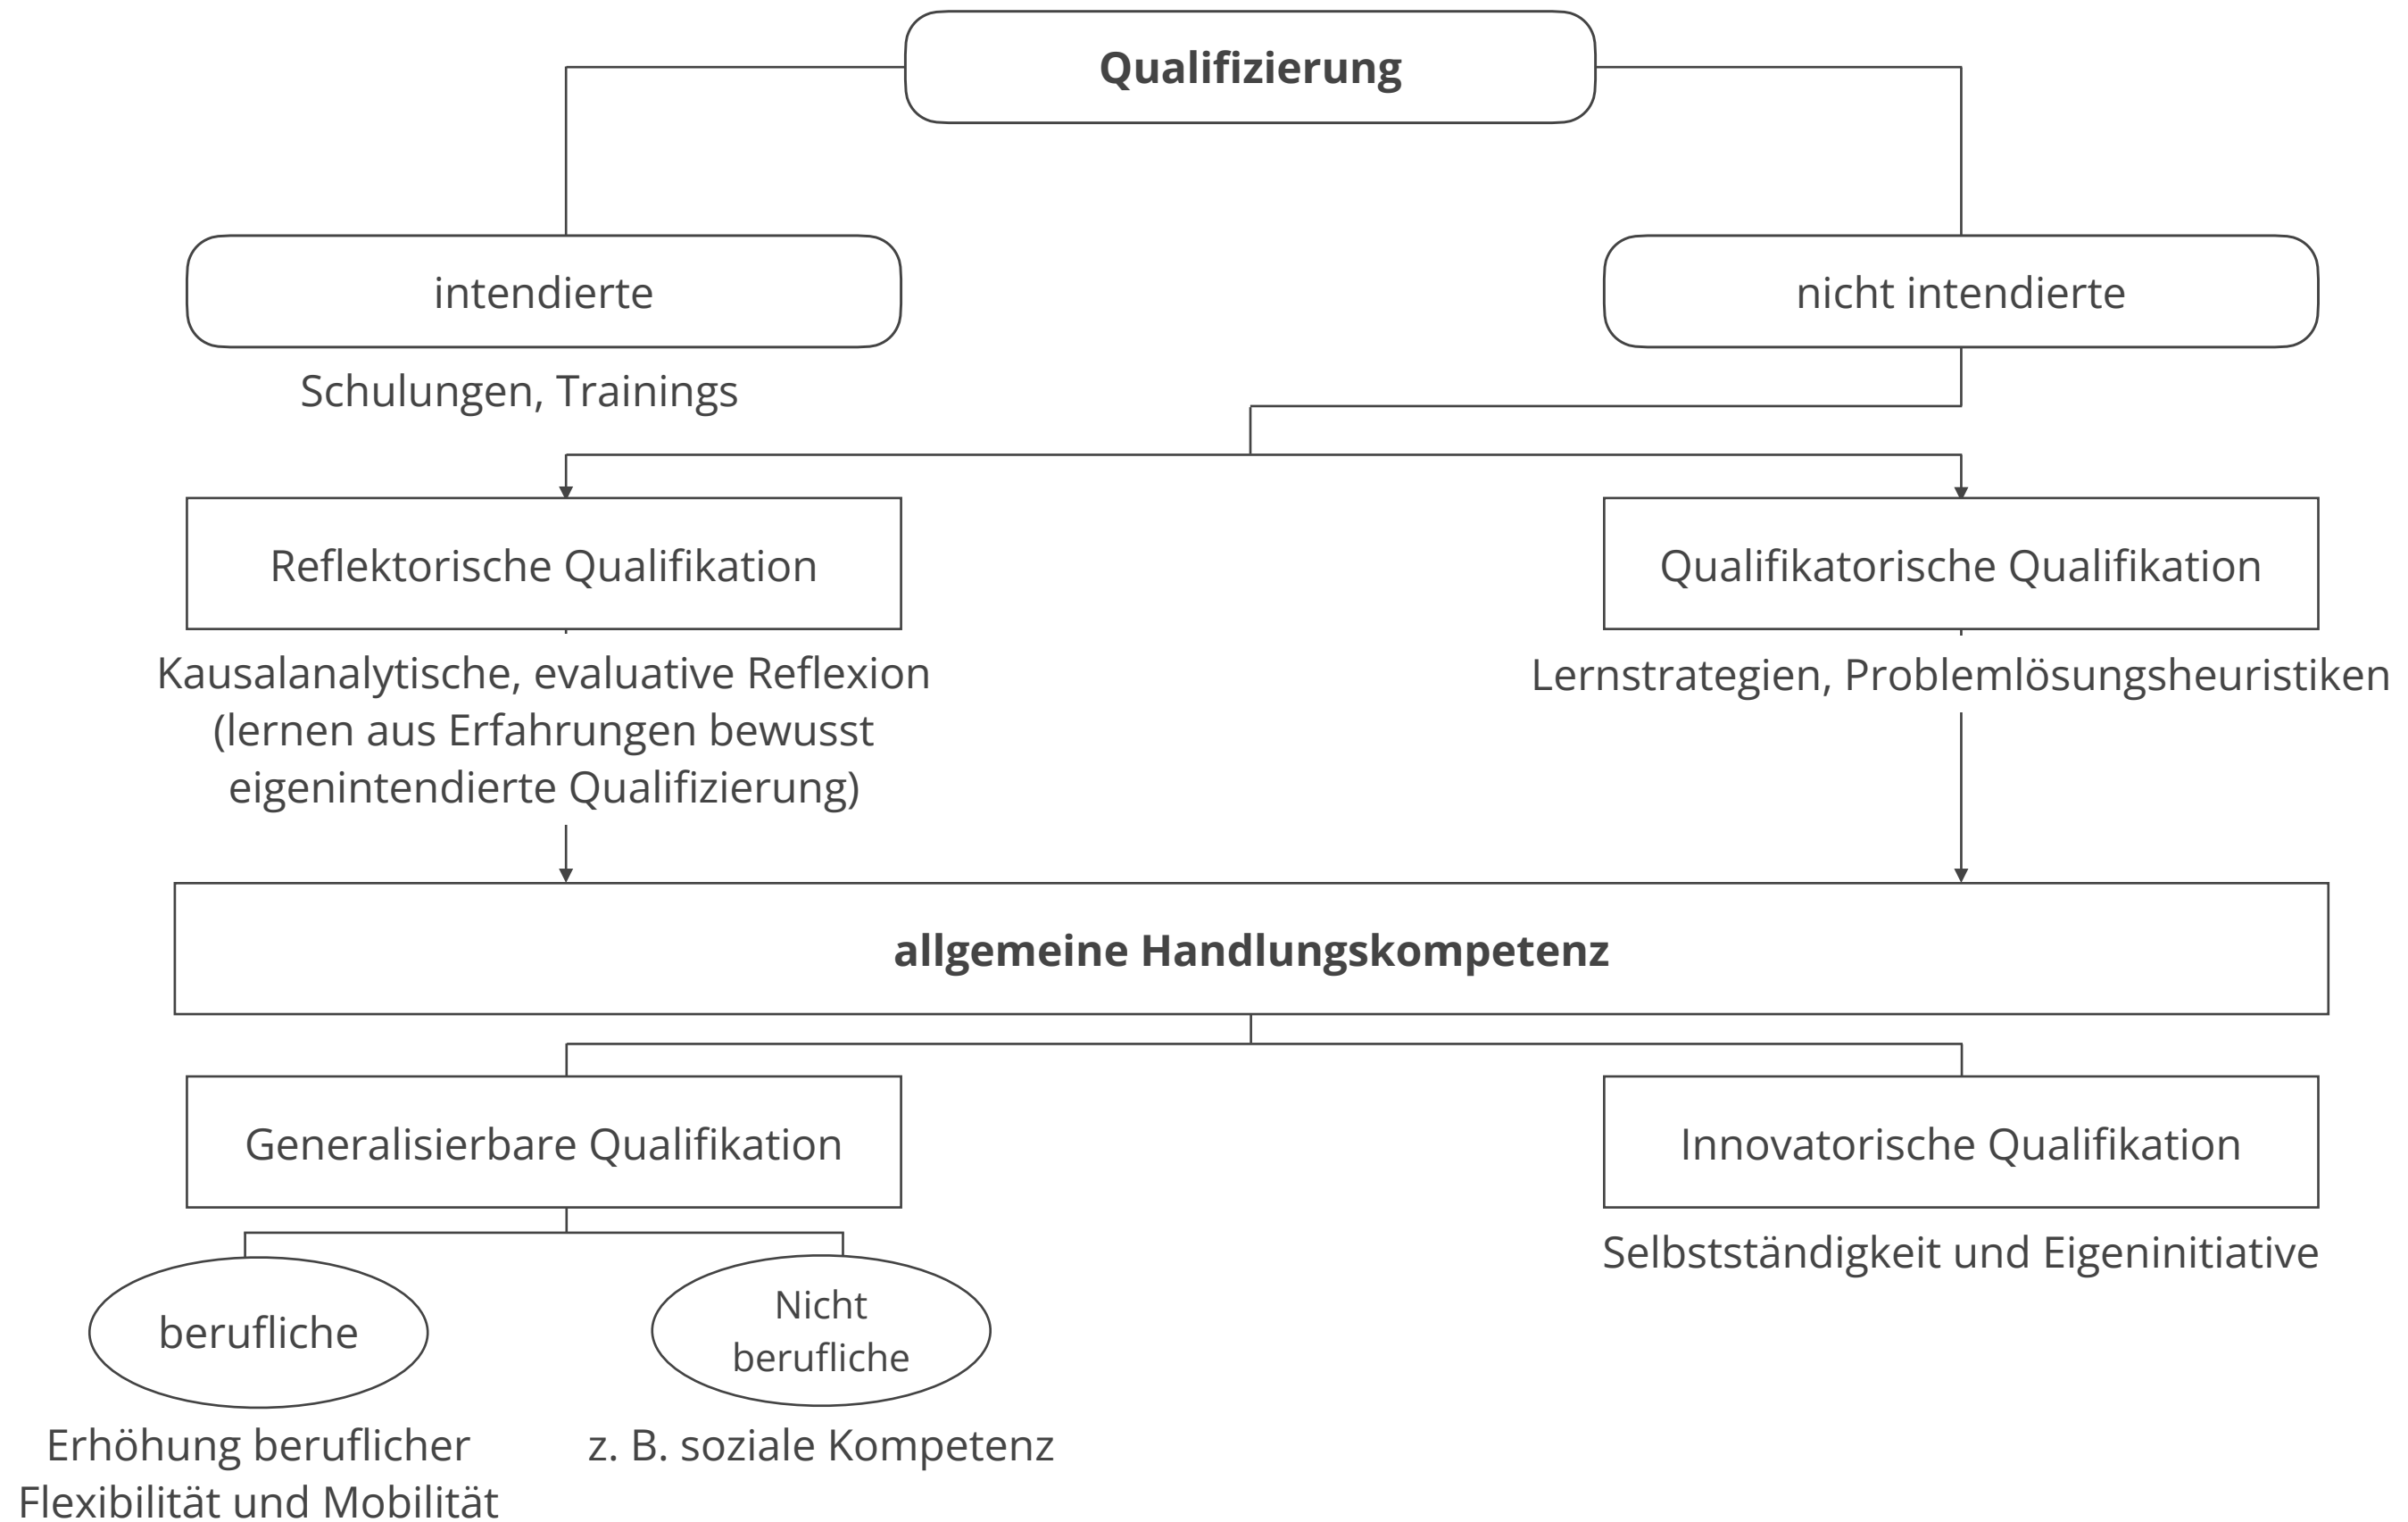 Qualifizierung
intendierte
nicht intendierte
Schulungen, Trainings
Reflektorische Qualifikation
Qualifikatorische Qualifikation
Kausalanalytische, evaluative Reflexion
(lernen aus Erfahrungen bewusst
eigenintendierte Qualifizierung)
Lernstrategien, Problemlösungsheuristiken
allgemeine Handlungskompetenz
Generalisierbare Qualifikation
Innovatorische Qualifikation
Selbstständigkeit und Eigeninitiative
berufliche
Nicht
berufliche
Erhöhung beruflicher
Flexibilität und Mobilität
z. B. soziale Kompetenz